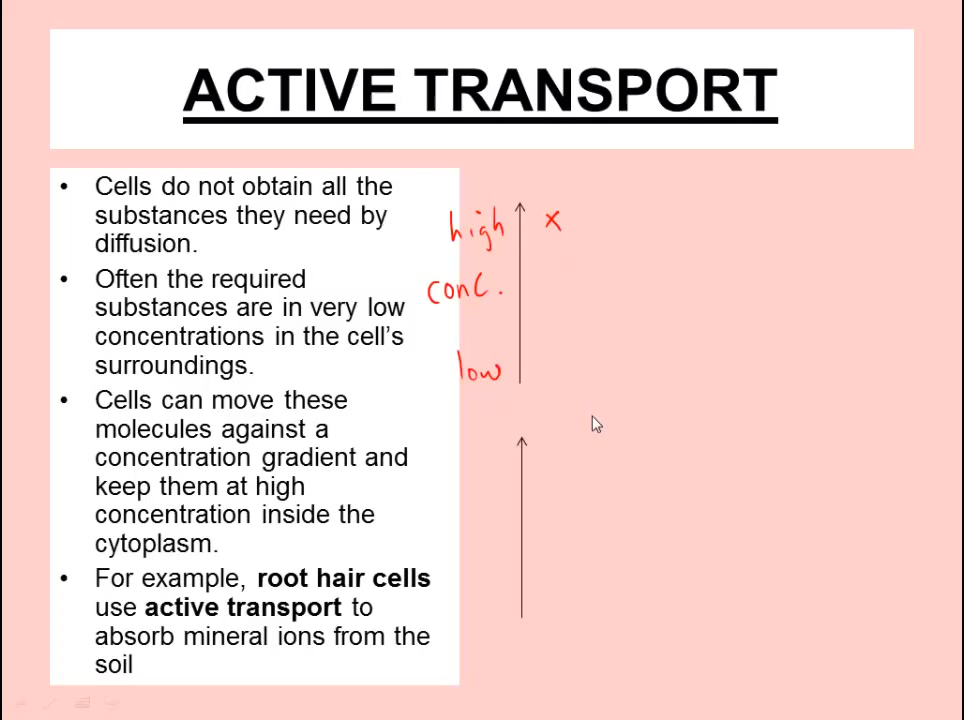 ACTIVE TRANSPORT
• Cells do not obtain all the
substances they need by
diffusion.
• Often the required
substances are in very low
concentrations in the cell’s
surroundings.
• Cells can move these
molecules against a
concentration gradient and
keep them at high
concentration inside the
cytoplasm.
• For example, root hair cells
use active transport to
absorb mineral ions from the
soil
high x
conc.
low